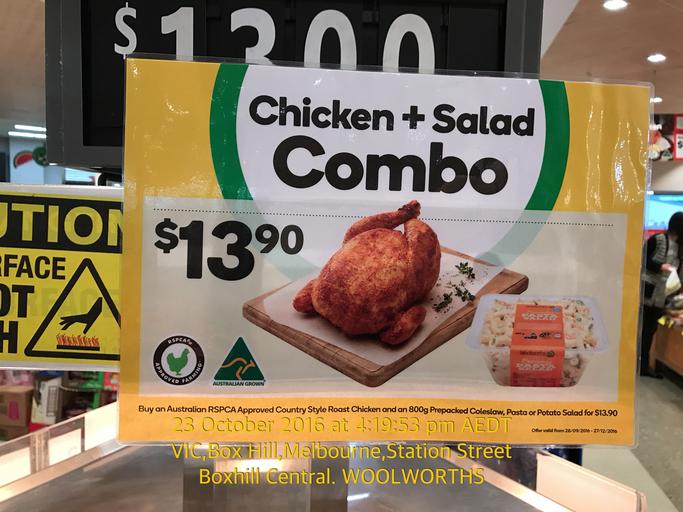 $13.00
Chicken + Salad
Combo
$13.90
UTION
RFACE
OT
H
RSPCA
APPROVED FARMING
AUSTRALIAN GROWN
Buy an Australian RSPCA Approved Country Style Roast Chicken and an 800g Prepacked Coleslaw, Pasta or Potato Salad for $13.90
Offer valid from 28/09/2016 - 27/12/2016
23 October 2016 at 4:19:53 pm AEDT
VIC,Box Hill,Melbourne,Station Street
Boxhill Central. WOOLWORTHS